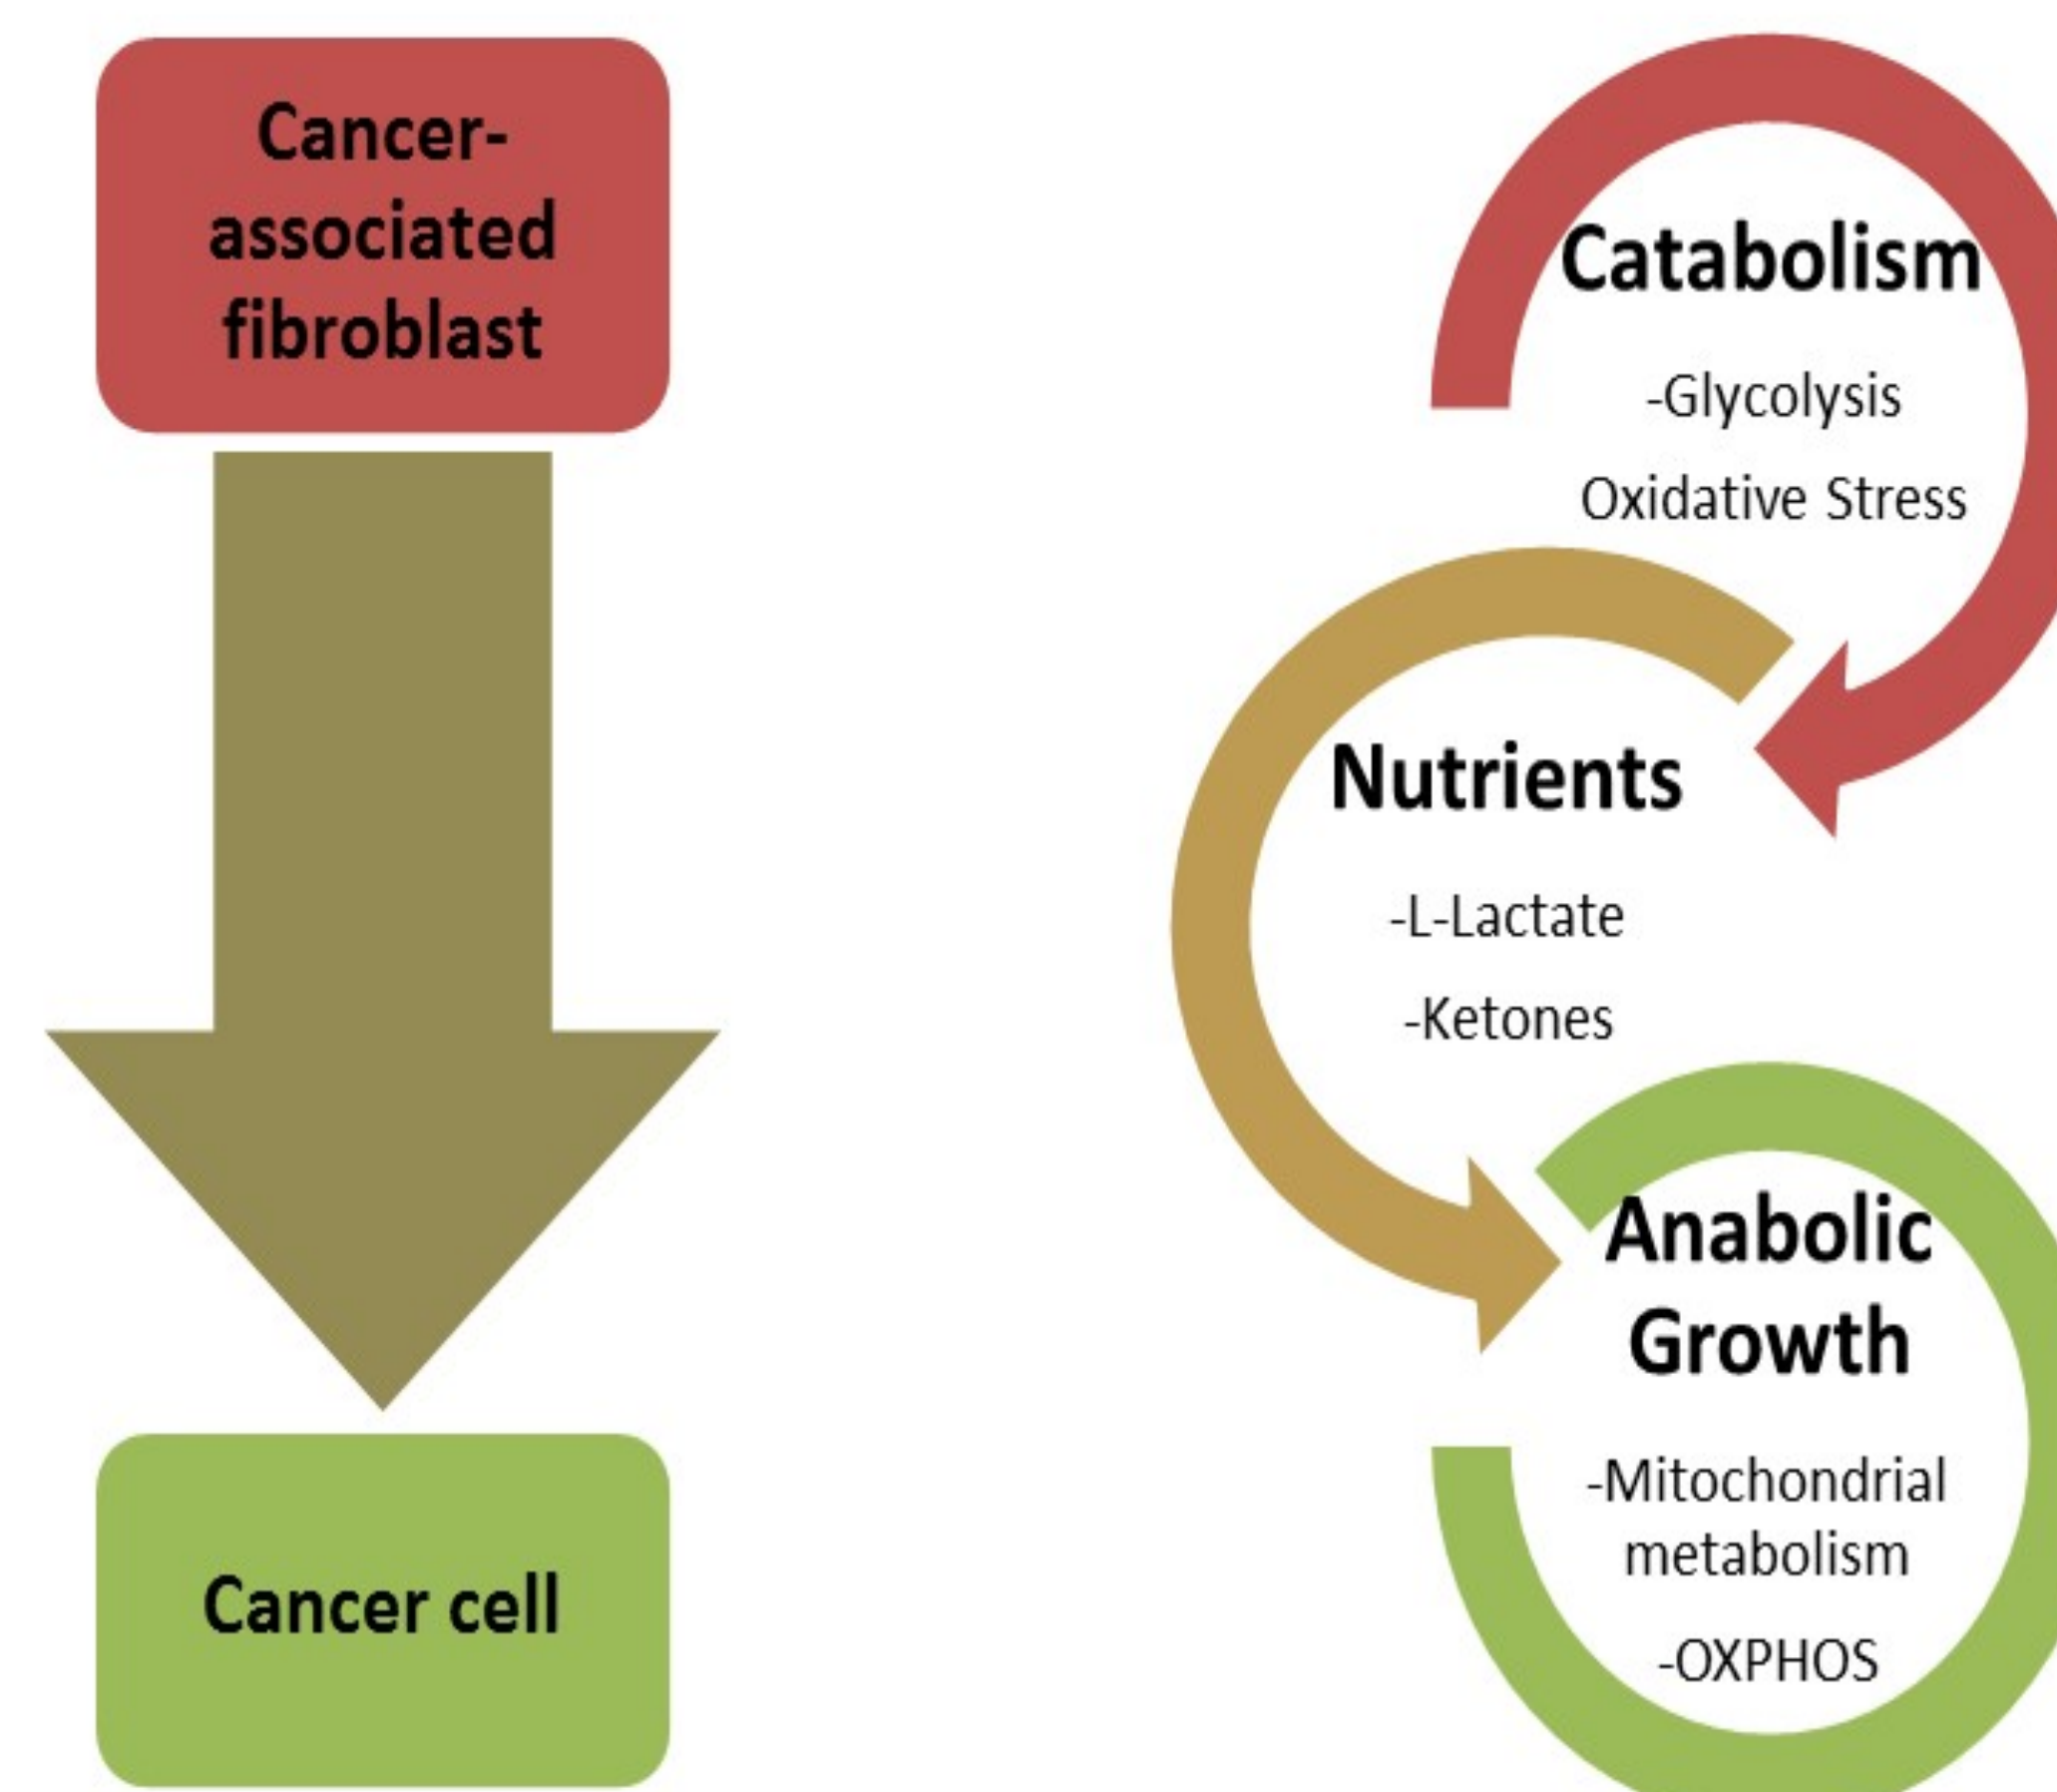 Cancer-
associated
fibroblast
Cancer cell
Catabolism
-Glycolysis
Oxidative Stress
Nutrients
-L-Lactate
-Ketones
Anabolic
Growth
-Mitochondrial
metabolism
-OXPHOS